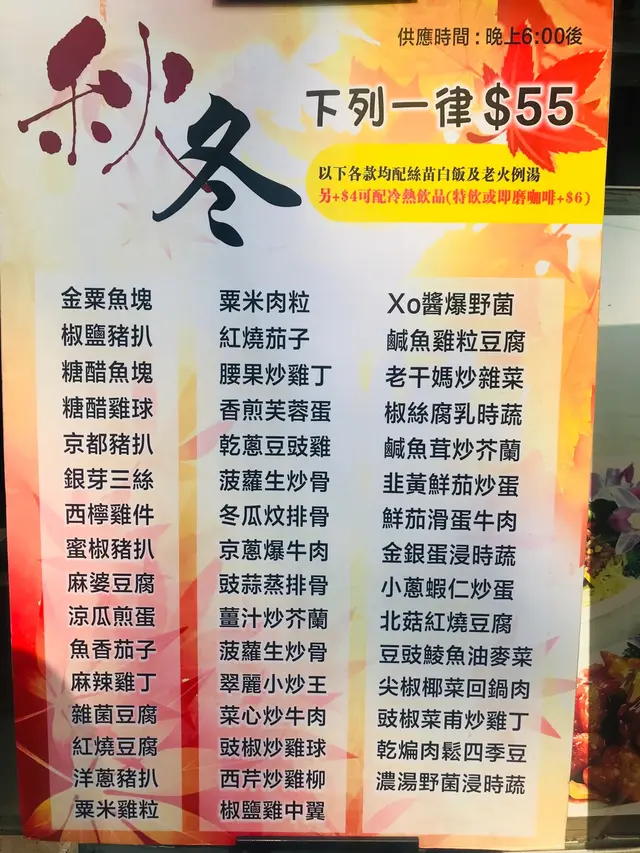 秋冬
供應時間：晚上6:00後
下列一律$55
以下各款均配絲苗白飯及老火例湯
另+$4可配冷熱飲品(特飲或即磨咖啡+$6)
金粟魚塊
椒鹽豬扒
糖醋魚塊
糖醋雞球
京都豬扒
銀芽三絲
西檸雞件
蜜椒豬扒
麻婆豆腐
涼瓜煎蛋
魚香茄子
麻辣雞丁
雜菌豆腐
紅燒豆腐
洋蔥豬扒
粟米雞粒
粟米肉粒
紅燒茄子
腰果炒雞丁
香煎芙蓉蛋
乾蔥豆豉雞
菠蘿生炒骨
冬瓜炆排骨
京蔥爆牛肉
豉蒜蒸排骨
薑汁炒芥蘭
菠蘿生炒骨
翠麗小炒王
菜心炒牛肉
豉椒炒雞球
西芹炒雞柳
椒鹽雞中翼
Xo醬爆野菌
鹹魚雞粒豆腐
老干媽炒雜菜
椒絲腐乳時蔬
鹹魚茸炒芥蘭
韭黃鮮茄炒蛋
鮮茄滑蛋牛肉
金銀蛋浸時蔬
小蔥蝦仁炒蛋
北菇紅燒豆腐
豆豉鯪魚油麥菜
尖椒椰菜回鍋肉
豉椒菜甫炒雞丁
乾煸肉鬆四季豆
濃湯野菌浸時蔬